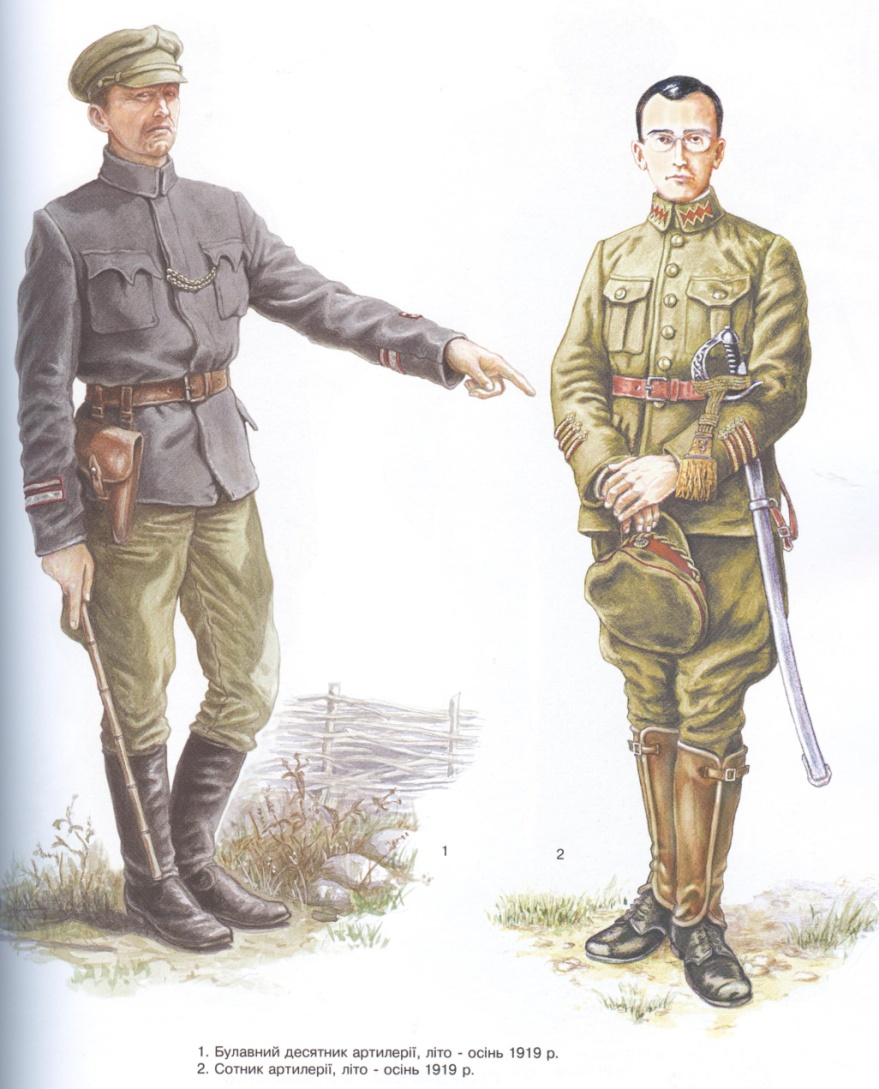 1
2
1. Булавний десятник артилерії, літо - осінь 1919 р.
2. Сотник артилерії, літо - осінь 1919 р.